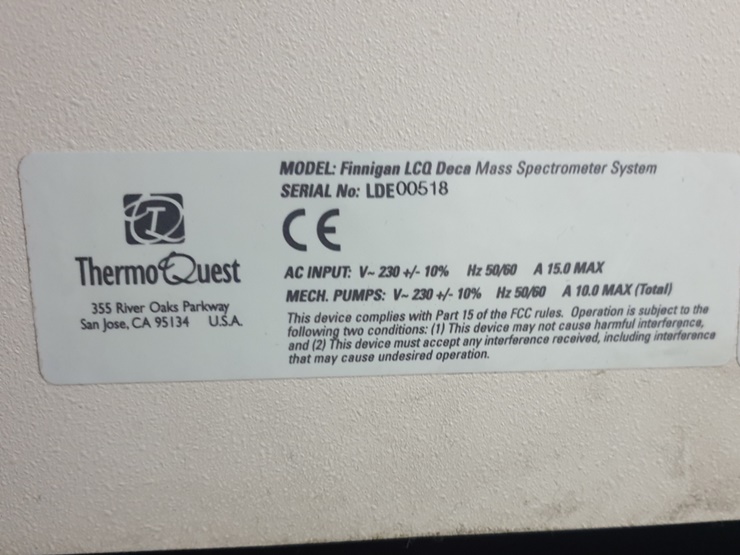 MODEL: Finnigan LCQ Deca Mass Spectrometer System
SERIAL No: LDE00518
CE
TQ
ThermoQuest
355 River Oaks Parkway
San Jose, CA 95134 U.S.A.
AC INPUT: V~ 230 +/- 10% Hz 50/60 A 15.0 MAX
MECH. PUMPS: V~ 230 +/- 10% Hz 50/60 A 10.0 MAX (Total)
This device complies with Part 15 of the FCC rules. Operation is subject to the
following two conditions: (1) This device may not cause harmful interference,
and (2) This device must accept any interference received, including interference
that may cause undesired operation.